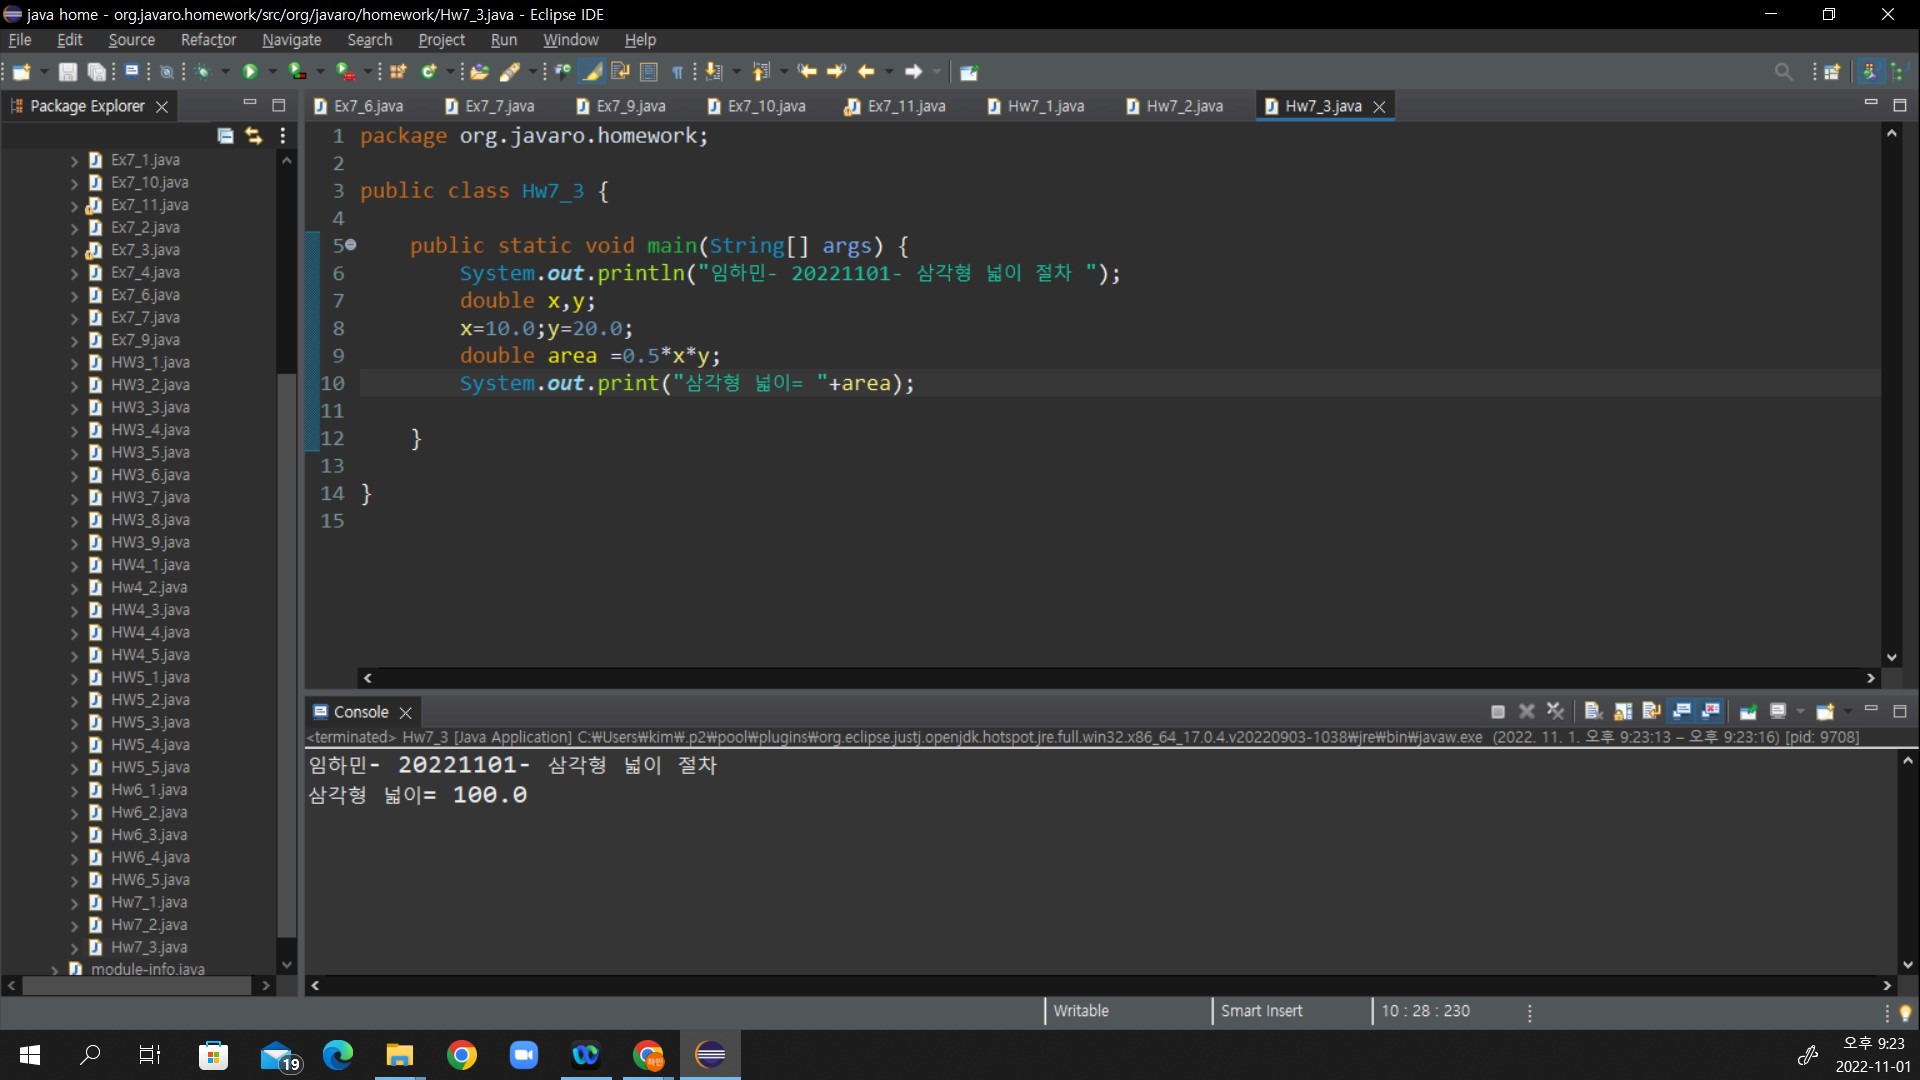 java home - org.javaro.homework/src/org/javaro/homework/Hw7_3.java - Eclipse IDE
File Edit Source Refactor Navigate Search Project Run Window Help
Package Explorer
Ex7_1.java
Ex7_10.java
Ex7_11.java
Ex7_2.java
Ex7_3.java
Ex7_4.java
Ex7_6.java
Ex7_7.java
Ex7_9.java
HW3_1.java
HW3_2.java
HW3_3.java
HW3_4.java
HW3_5.java
HW3_6.java
HW3_7.java
HW3_8.java
HW3_9.java
HW4_1.java
Hw4_2.java
HW4_3.java
HW4_4.java
HW4_5.java
HW5_1.java
HW5_2.java
HW5_3.java
HW5_4.java
HW5_5.java
Hw6_1.java
Hw6_2.java
Hw6_3.java
HW6_4.java
HW6_5.java
Hw7_1.java
Hw7_2.java
Hw7_3.java
module-info.java
Ex7_6.java Ex7_7.java Ex7_9.java Ex7_10.java Ex7_11.java Hw7_1.java Hw7_2.java Hw7_3.java
1 package org.javaro.homework;
2
3 public class Hw7_3 {
4
5 public static void main(String[] args) {
6 System.out.println("임하민- 20221101- 삼각형 넓이 절차 ");
7 double x,y;
8 x=10.0;y=20.0;
9 double area =0.5*x*y;
10 System.out.print("삼각형 넓이= "+area);
11
12 }
13
14 }
15
Console
<terminated> Hw7_3 [Java Application] C:₩Users₩kim₩.p2₩pool₩plugins₩org.eclipse.justj.openjdk.hotspot.jre.full.win32.x86_64_17.0.4.v20220903-1038₩jre₩bin₩javaw.exe (2022. 11. 1. 오후 9:23:13 – 오후 9:23:16) [pid: 9708]
임하민- 20221101- 삼각형 넓이 절차
삼각형 넓이= 100.0
Writable Smart Insert 10 : 28 : 230
19
오후 9:23
2022-11-01